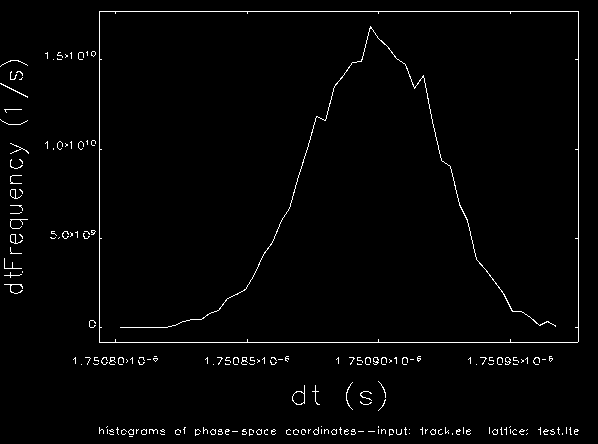 dtFrequency (1/s)
1.5×10¹⁰
1.0×10¹⁰
5.0×10⁹
0
1.75080×10⁻⁶ 1.75085×10⁻⁶ 1.75090×10⁻⁶ 1.75095×10⁻⁶
dt (s)
histograms of phase-space coordinates--input: track.ele lattice: test.lte